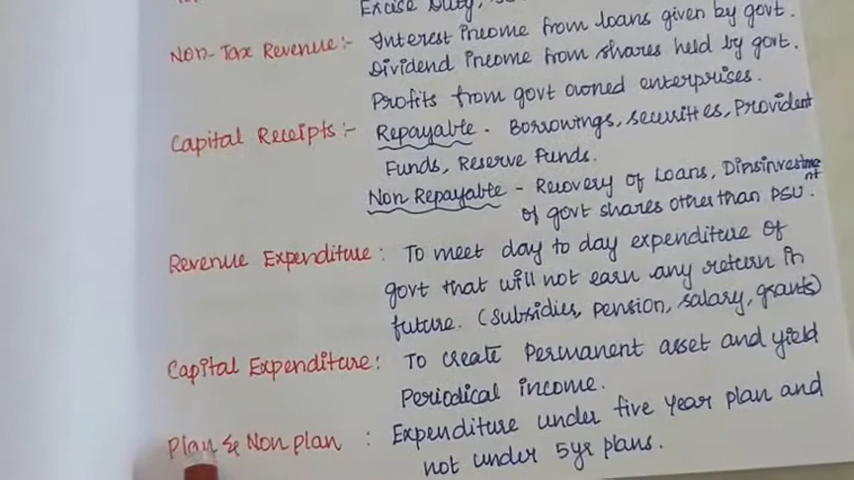 Excise Duty,
Non-Tax Revenue:- Interest income from loans given by govt.
Dividend income from shares held by govt.
Profits from govt owned enterprises.
Capital Receipts:- Repayable. Borrowings, securities, Provident
Funds, Reserve Funds.
Non Repayable - Recovery of Loans, Dinsinvestment
of govt shares other than PSU.
Revenue Expenditure: To meet day to day expenditure of
govt that will not earn any return in
future. (subsidies, pension, salary, grants)
Capital Expenditure: To create permanent asset and yield
Periodical income.
Plan & Non plan : Expenditure under five year plan and
not under 5yr plans.